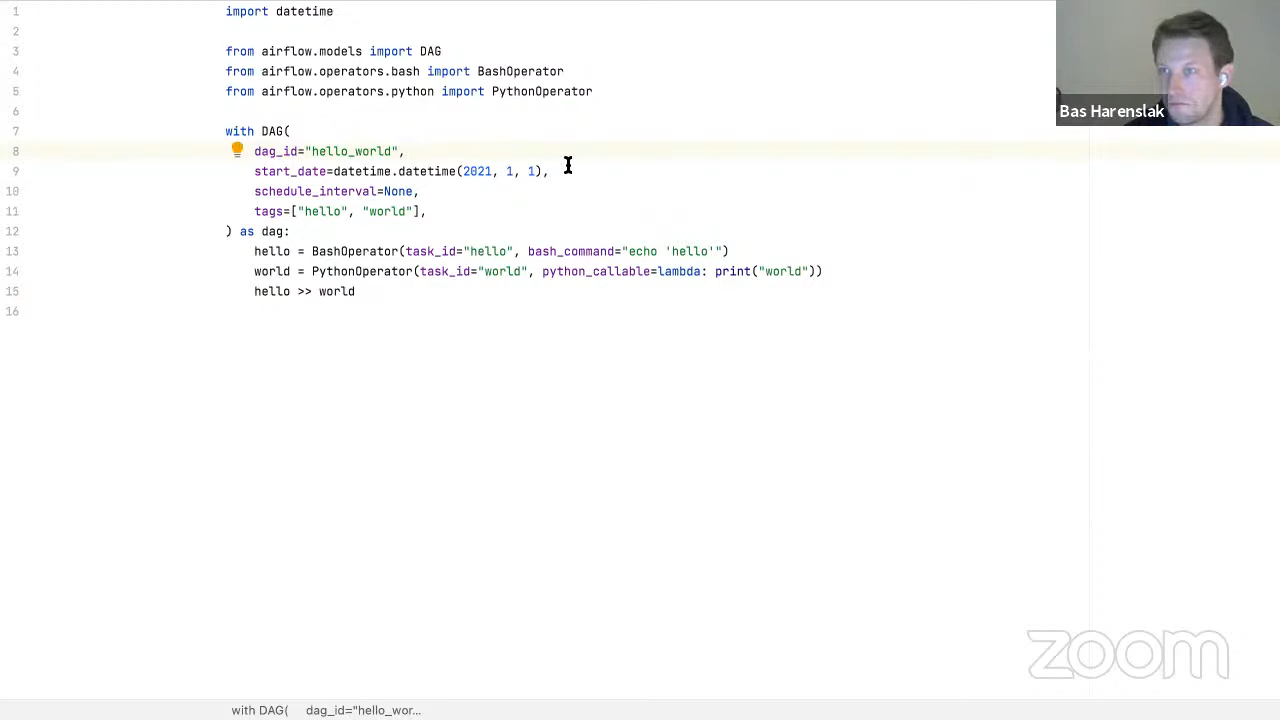 1 import datetime
2
3 from airflow.models import DAG
4 from airflow.operators.bash import BashOperator
5 from airflow.operators.python import PythonOperator
6
7 with DAG(
8 dag_id="hello_world",
9 start_date=datetime.datetime(2021, 1, 1),
10 schedule_interval=None,
11 tags=["hello", "world"],
12 ) as dag:
13 hello = BashOperator(task_id="hello", bash_command="echo 'hello'")
14 world = PythonOperator(task_id="world", python_callable=lambda: print("world"))
15 hello >> world
16
Bas Harenslak
zoom
with DAG( dag_id="hello_wor...